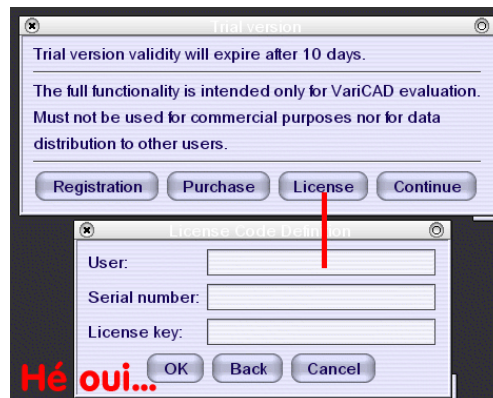 Trial version
Trial version validity will expire after 10 days.
The full functionality is intended only for VariCAD evaluation.
Must not be used for commercial purposes nor for data
distribution to other users.
Registration Purchase License Continue
License Code Definition
User:
Serial number:
License key:
OK Back Cancel
Hé oui...